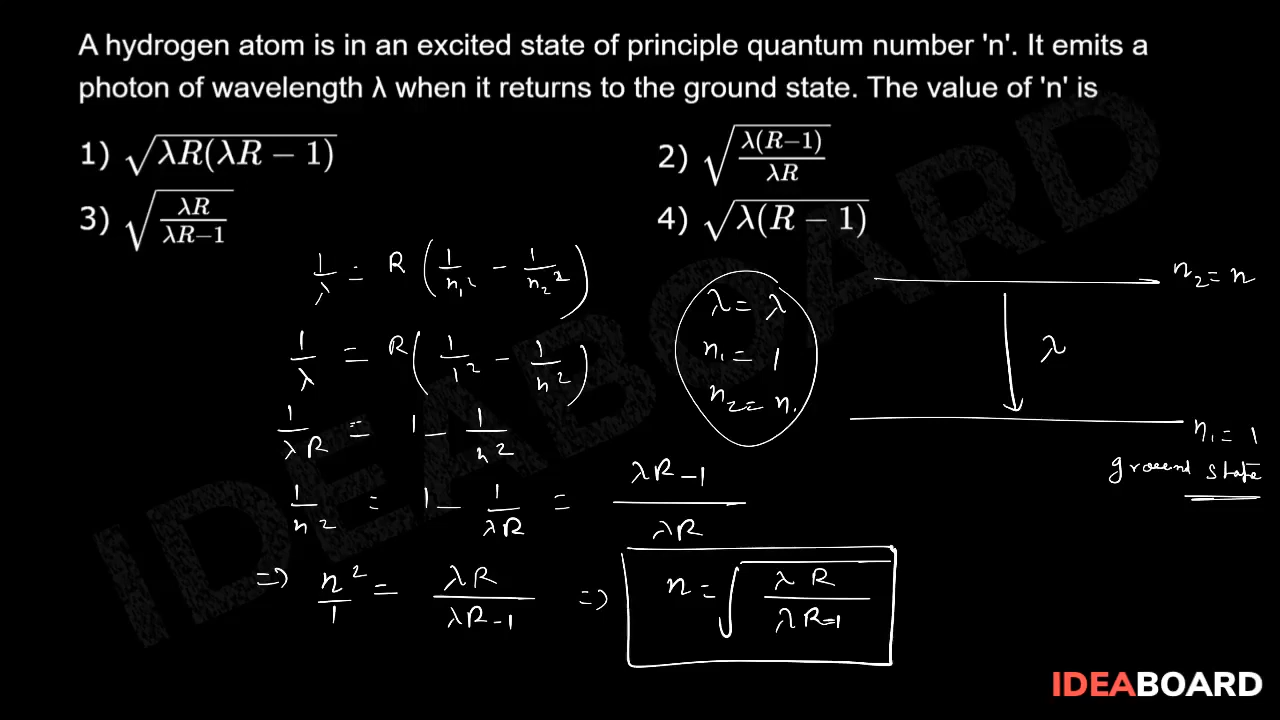 A hydrogen atom is in an excited state of principle quantum number 'n'. It emits a
photon of wavelength λ when it returns to the ground state. The value of 'n' is
1) √(λR(λR − 1))
2) √(λ(R−1)/λR)
3) √(λR/(λR−1))
4) √(λ(R − 1))
1/λ = R (1/n₁² − 1/n₂²)
1/λ = R (1/1² − 1/n²)
1/λR = 1 − 1/n²
1/n² = 1 − 1/λR = (λR−1)/λR
⇒ n²/1 = λR/(λR−1) ⇒ n = √(λR/(λR−1))
λ = λ
n₁ = 1
n₂ = n.
n₂ = n
λ
n₁ = 1
ground state
IDEABOARD
IDEABOARD